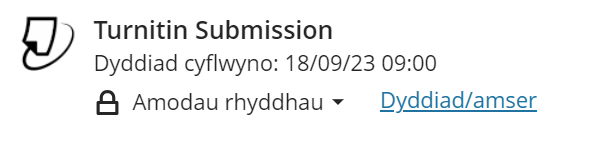 Turnitin Submission
Dyddiad cyflwyno: 18/09/23 09:00
Amodau rhyddhau Dyddiad/amser